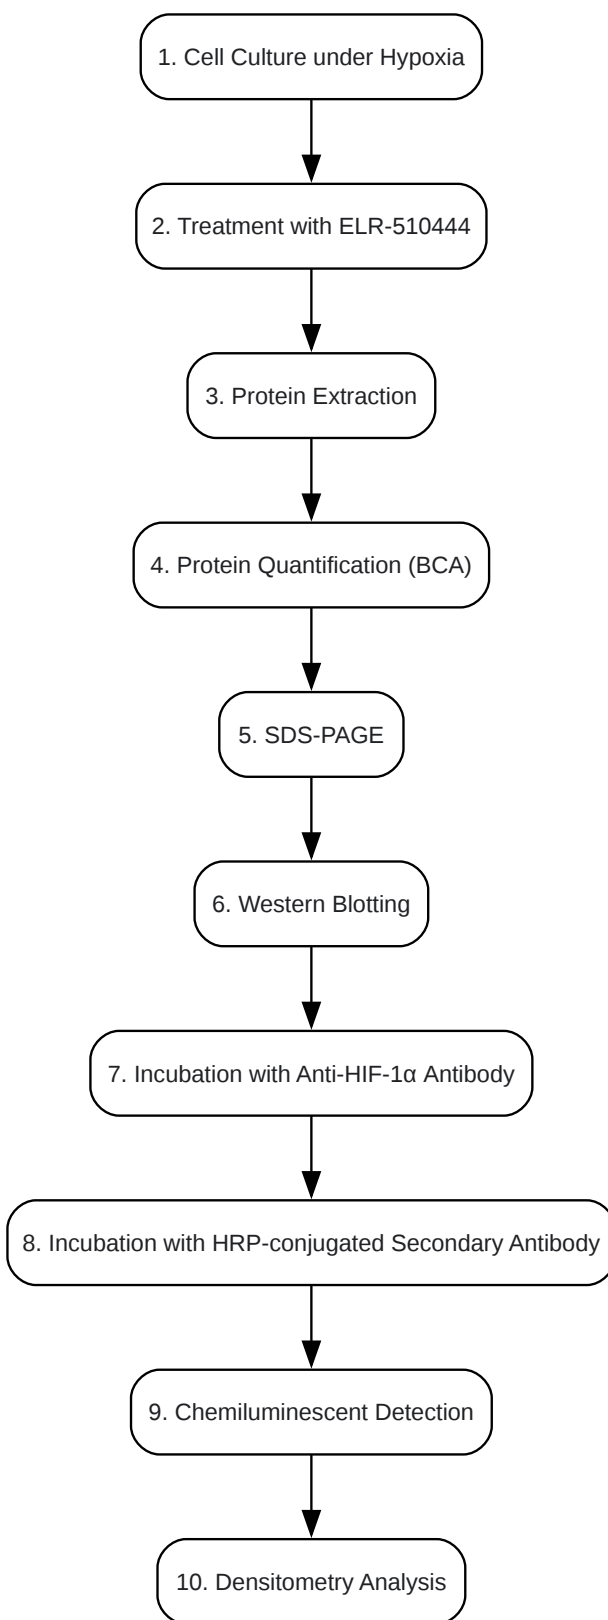 1. Cell Culture under Hypoxia
2. Treatment with ELR-510444
3. Protein Extraction
4. Protein Quantification (BCA)
5. SDS-PAGE
6. Western Blotting
7. Incubation with Anti-HIF-1α Antibody
8. Incubation with HRP-conjugated Secondary Antibody
9. Chemiluminescent Detection
10. Densitometry Analysis